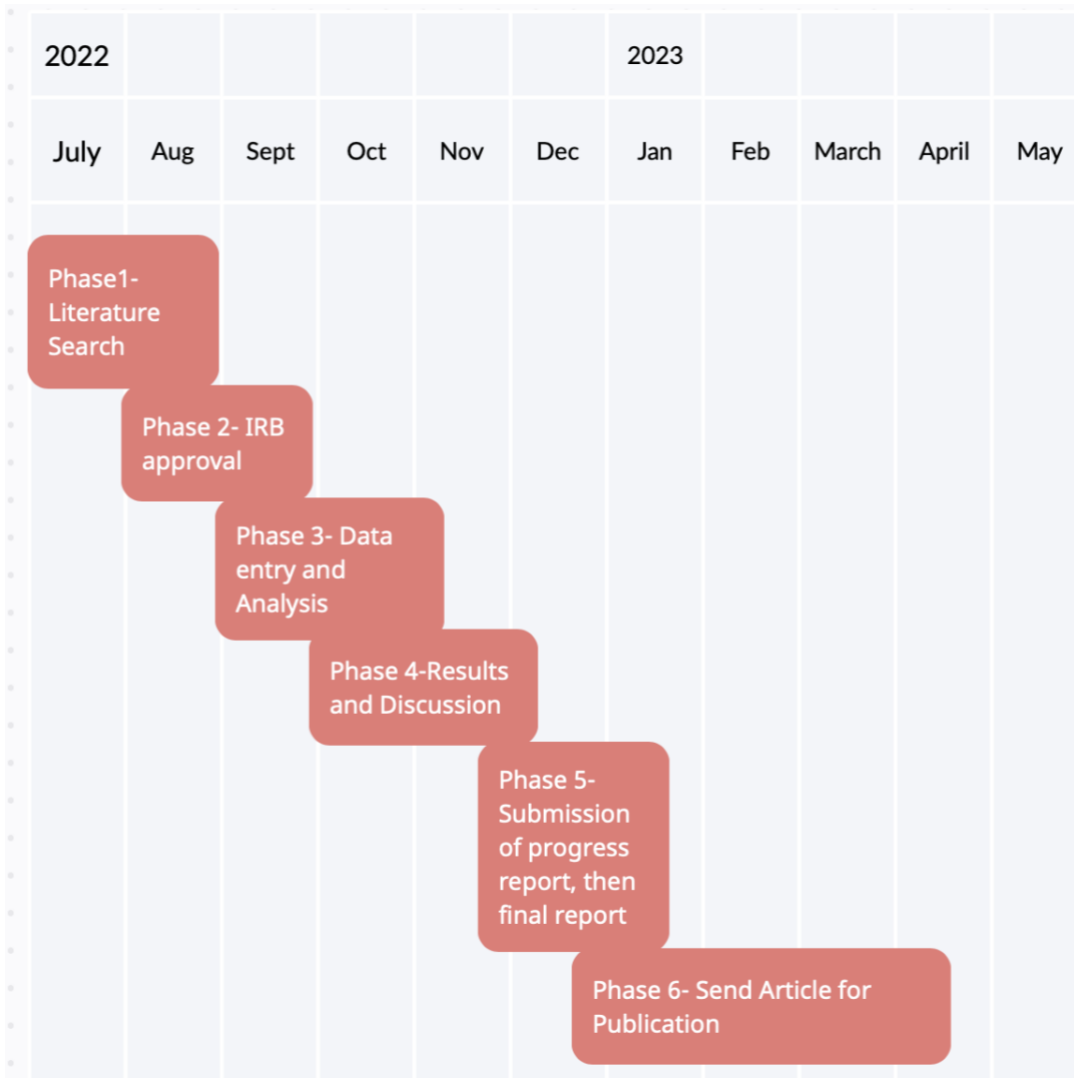 2022 2023
July Aug Sept Oct Nov Dec Jan Feb March April May
Phase1-
Literature
Search
Phase 2- IRB
approval
Phase 3- Data
entry and
Analysis
Phase 4-Results
and Discussion
Phase 5-
Submission
of progress
report, then
final report
Phase 6- Send Article for
Publication